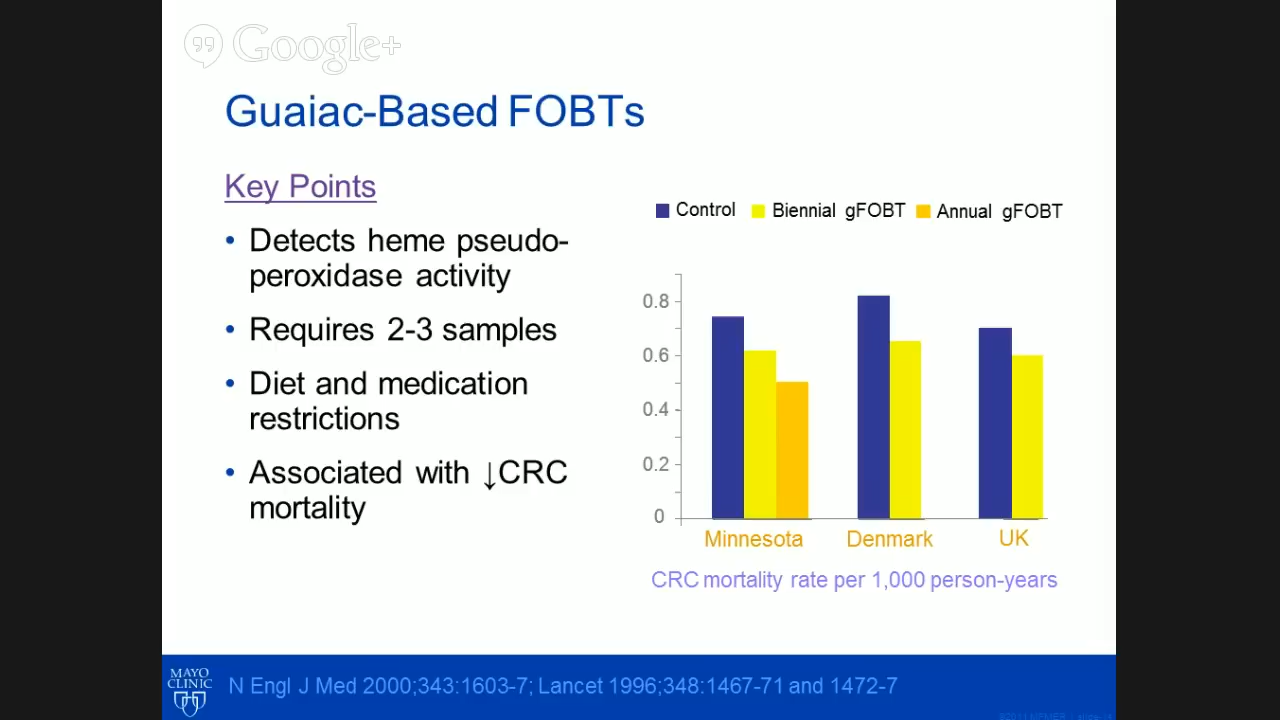 Google+
Guaiac-Based FOBTs
Key Points
• Detects heme pseudo-
peroxidase activity
• Requires 2-3 samples
• Diet and medication
restrictions
• Associated with ↓CRC
mortality
Control Biennial gFOBT Annual gFOBT
0.8
0.6
0.4
0.2
0
Minnesota Denmark UK
CRC mortality rate per 1,000 person-years
MAYO
CLINIC
N Engl J Med 2000;343:1603-7; Lancet 1996;348:1467-71 and 1472-7